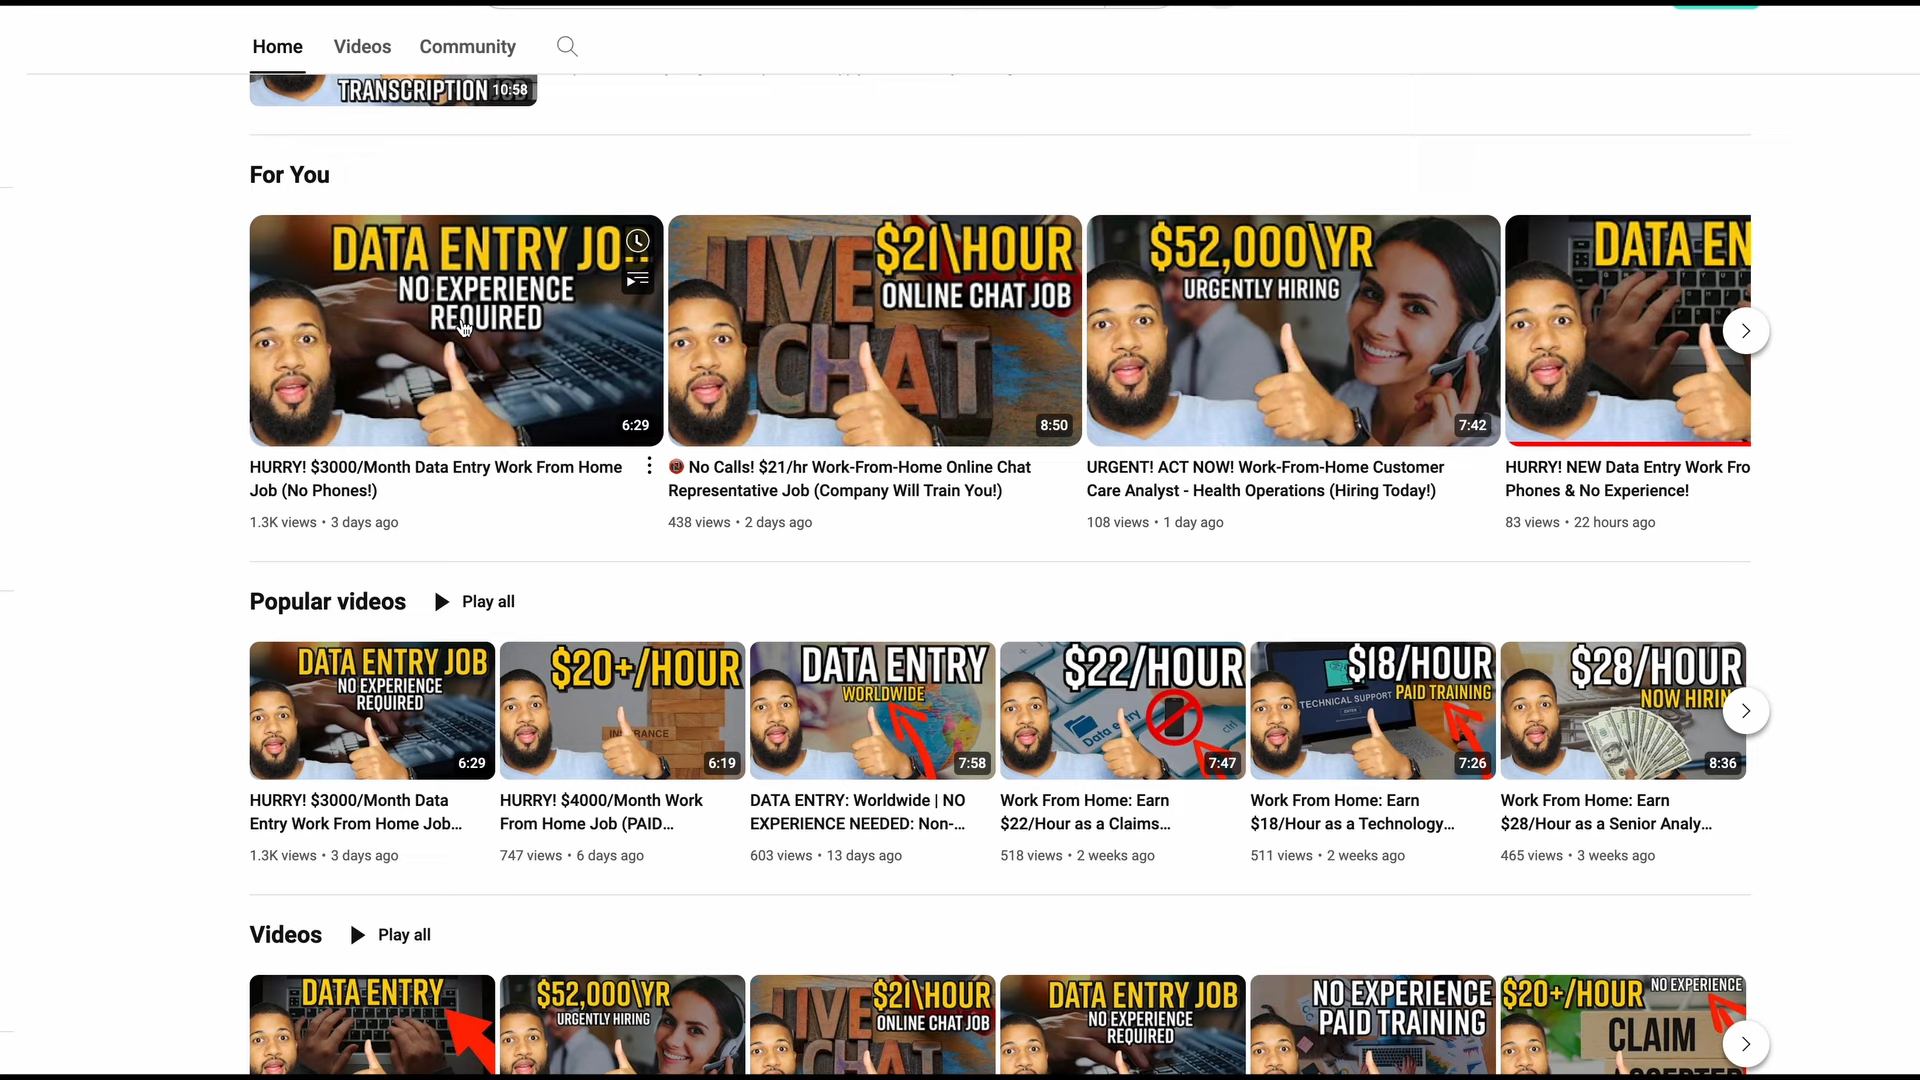 Home Videos Community
TRANSCRIPTION 10:58
For You
DATA ENTRY JO
NO EXPERIENCE
REQUIRED
6:29
LIVE
CHAT
$21\HOUR
ONLINE CHAT JOB
8:50
$52,000\YR
URGENTLY HIRING
7:42
DATA EN
HURRY! $3000/Month Data Entry Work From Home
Job (No Phones!)
1.3K views • 3 days ago
No Calls! $21/hr Work-From-Home Online Chat
Representative Job (Company Will Train You!)
438 views • 2 days ago
URGENT! ACT NOW! Work-From-Home Customer
Care Analyst - Health Operations (Hiring Today!)
108 views • 1 day ago
HURRY! NEW Data Entry Work Fro
Phones & No Experience!
83 views • 22 hours ago
Popular videos Play all
DATA ENTRY JOB
NO EXPERIENCE
REQUIRED
6:29
$20+/HOUR
6:19
DATA ENTRY
WORLDWIDE
7:58
$22/HOUR
Data entry
ctrl
7:47
$18/HOUR
PAID TRAINING
TECHNICAL SUPPORT
7:26
$28/HOUR
NOW HIRIN
8:36
HURRY! $3000/Month Data
Entry Work From Home Job...
1.3K views • 3 days ago
HURRY! $4000/Month Work
From Home Job (PAID...
747 views • 6 days ago
DATA ENTRY: Worldwide | NO
EXPERIENCE NEEDED: Non-...
603 views • 13 days ago
Work From Home: Earn
$22/Hour as a Claims...
518 views • 2 weeks ago
Work From Home: Earn
$18/Hour as a Technology...
511 views • 2 weeks ago
Work From Home: Earn
$28/Hour as a Senior Analy...
465 views • 3 weeks ago
Videos Play all
DATA ENTRY
$52,000\YR
URGENTLY HIRING
LIVE
CHAT
$21\HOUR
ONLINE CHAT JOB
DATA ENTRY JOB
NO EXPERIENCE
REQUIRED
NO EXPERIENCE
PAID TRAINING
$20+/HOUR
NO EXPERIENCE
CLAIM
ACCEPTED